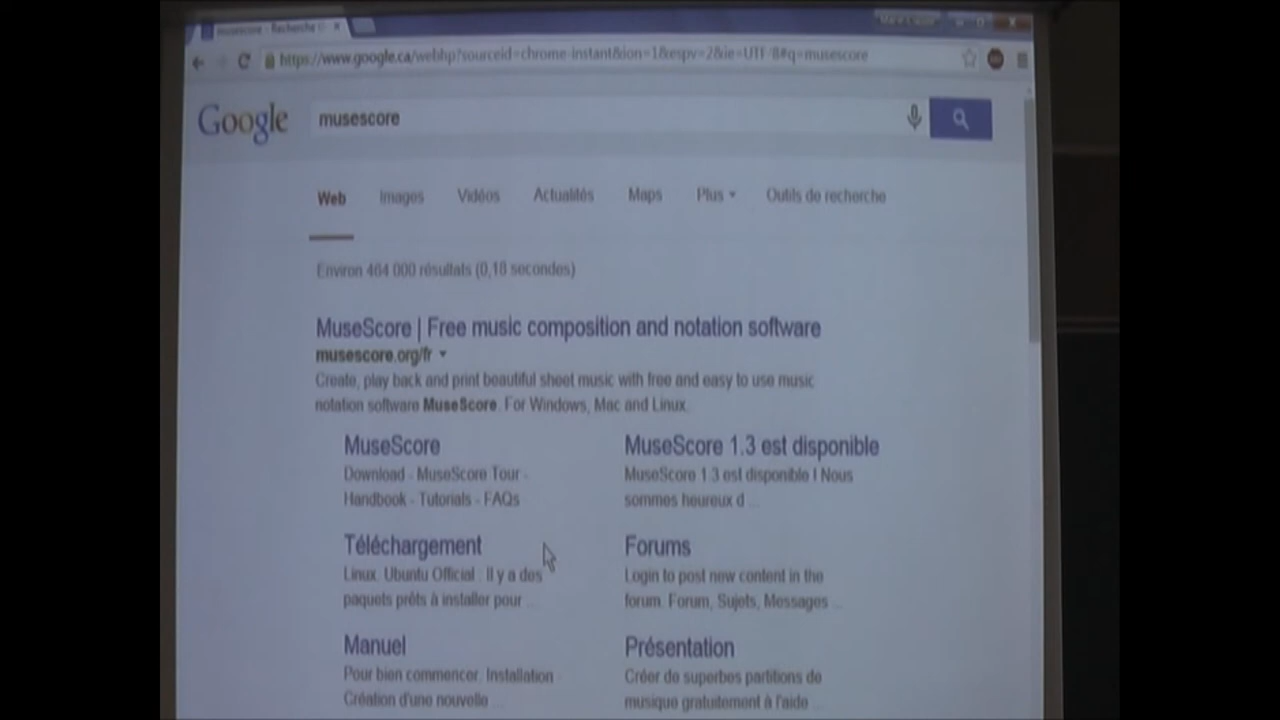 musescore - Recherche
https://www.google.ca/webhp?sourceid=chrome-instant&ion=1&espv=2&ie=UTF-8#q=musescore
Google musescore
Web Images Vidéos Actualités Maps Plus Outils de recherche
Environ 464 000 résultats (0,18 secondes)
MuseScore | Free music composition and notation software
musescore.org/fr
Create, play back and print beautiful sheet music with free and easy to use music
notation software MuseScore. For Windows, Mac and Linux.
MuseScore
Download - MuseScore Tour -
Handbook - Tutorials - FAQs
MuseScore 1.3 est disponible
MuseScore 1.3 est disponible ! Nous
sommes heureux d ...
Téléchargement
Linux. Ubuntu Official . Il y a des
paquets prêts à installer pour ...
Forums
Login to post new content in the
forum. Forum, Sujets, Messages ...
Manuel
Pour bien commencer. Installation ·
Création d'une nouvelle ...
Présentation
Créer de superbes partitions de
musique gratuitement à l'aide ...